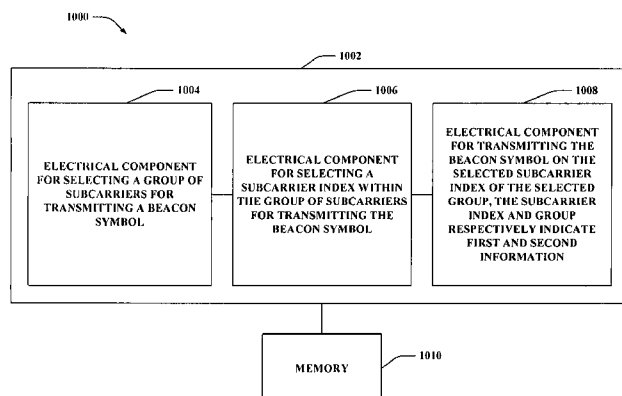 1000
1002
1004
1006
1008
ELECTRICAL COMPONENT
FOR SELECTING A GROUP OF
SUBCARRIERS FOR
TRANSMITTING A BEACON
SYMBOL
ELECTRICAL COMPONENT
FOR SELECTING A
SUBCARRIER INDEX WITHIN
THE GROUP OF SUBCARRIERS
FOR TRANSMITTING THE
BEACON SYMBOL
ELECTRICAL COMPONENT
FOR TRANSMITTING THE
BEACON SYMBOL ON THE
SELECTED SUBCARRIER
INDEX OF THE SELECTED
GROUP, THE SUBCARRIER
INDEX AND GROUP
RESPECTIVELY INDICATE
FIRST AND SECOND
INFORMATION
MEMORY
1010